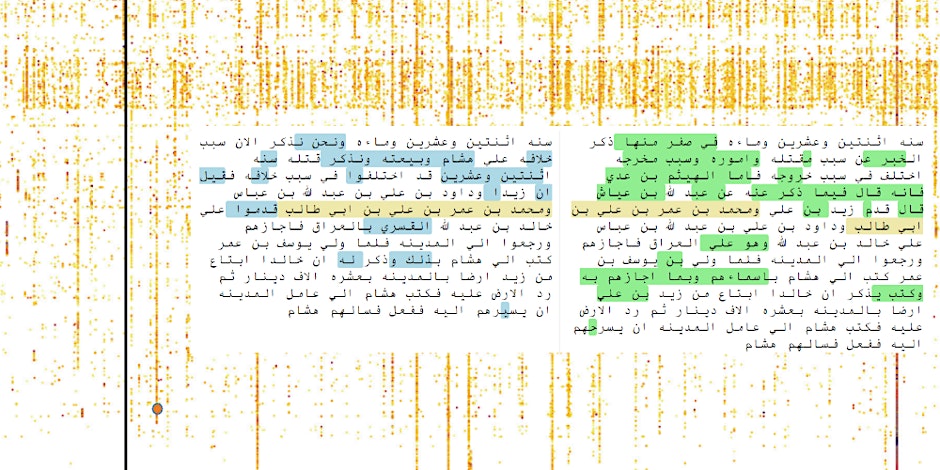 سنه اثنتين وعشرين وماءه في صفر منها ذكر
الخبر عن سبب مقتله واموره وسبب مخرجه
اختلف في سبب خروجه فاما الهيثم بن عدي
فانه قال فيما ذكر عنه عن عبد لله بن عياش
قال قدم زيد بن علي ومحمد بن عمر بن علي بن
ابي طالب وداود بن علي بن عبد لله بن عباس
علي خالد بن عبد لله وهو علي العراق فاجازهم
ورجعوا الي المدينه فلما ولي بن يوسف بن
عمر كتب الي هشام باسماءهم وبما اجازهم به
وكتب يذكر ان خالدا ابتاع من زيد بن علي
ارضا بالمدينه بعشره الاف دينار ثم رد الارض
عليه فكتب هشام الي عامل المدينه ان يسرحهم
اليه ففعل فسالهم هشام
سنه اثنتين وعشرين وماءه ونحن نذكر الان سبب
خلافه علي هشام وبيعته ونذكر قتله سنه
اثنتين وعشرين قد اختلفوا في سبب خلافه فقيل
ان زيدا وداود بن علي بن عبد لله بن عباس
ومحمد بن عمر بن علي بن ابي طالب قدموا علي
خالد بن عبد لله القسري بالعراق فاجازهم
ورجعوا الي المدينه فلما ولي يوسف بن عمر
كتب الي هشام بذلك وذكر له ان خالدا ابتاع
من زيد ارضا بالمدينه بعشره الاف دينار ثم
رد الارض عليه فكتب هشام الي عامل المدينه
ان يسيرهم اليه ففعل فسالهم هشام